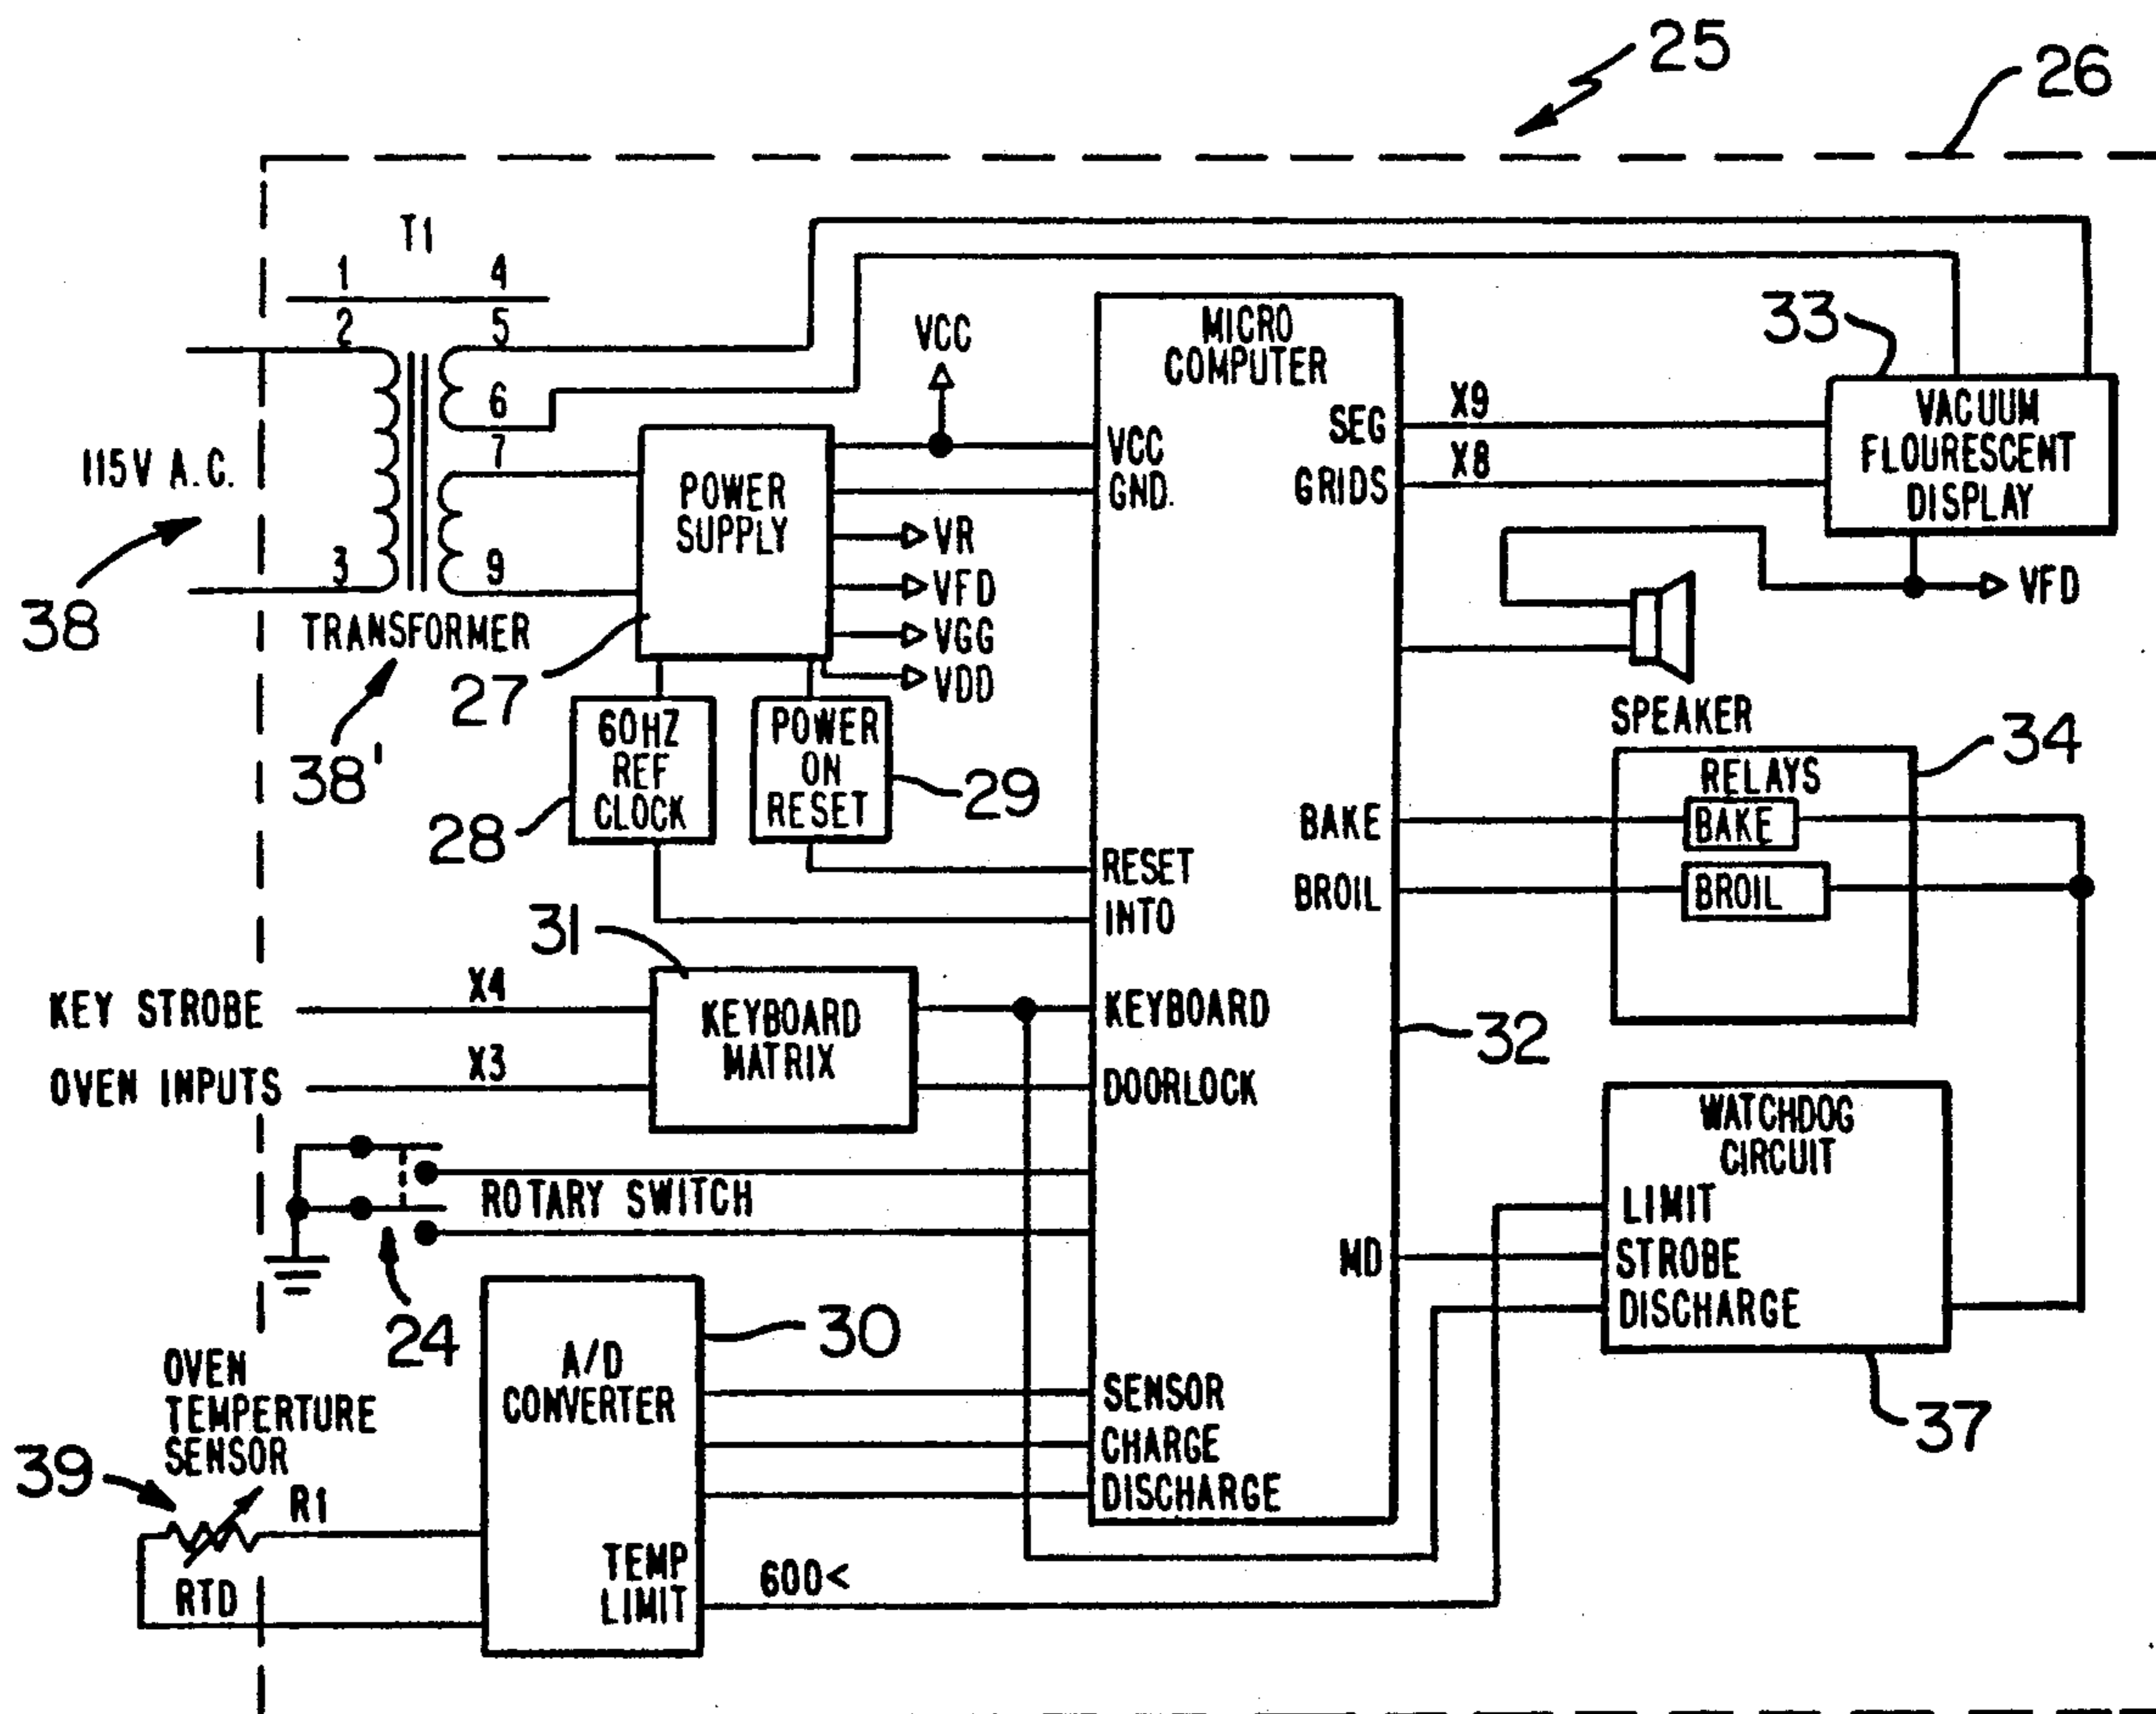 25
26
T1
1 4
2 5
6
7
3 9
115V A.C.
38
TRANSFORMER
38'
VCC
POWER
SUPPLY
27
VR
VFD
VGG
VDD
60HZ
REF
CLOCK
28
POWER
ON
RESET
29
MICRO
COMPUTER
VCC
GND.
SEG
GRIDS
X9
X8
33
VACUUM
FLOURESCENT
DISPLAY
VFD
SPEAKER
34
RELAYS
BAKE
BAKE
BROIL
BROIL
RESET
INTO
31
KEY STROBE
X4
OVEN INPUTS
X3
KEYBOARD
MATRIX
KEYBOARD
DOORLOCK
32
ROTARY SWITCH
24
WATCHDOG
CIRCUIT
LIMIT
MD
STROBE
DISCHARGE
37
30
A/D
CONVERTER
OVEN
TEMPERTURE
SENSOR
39
R1
RTD
SENSOR
CHARGE
DISCHARGE
TEMP
LIMIT
600<